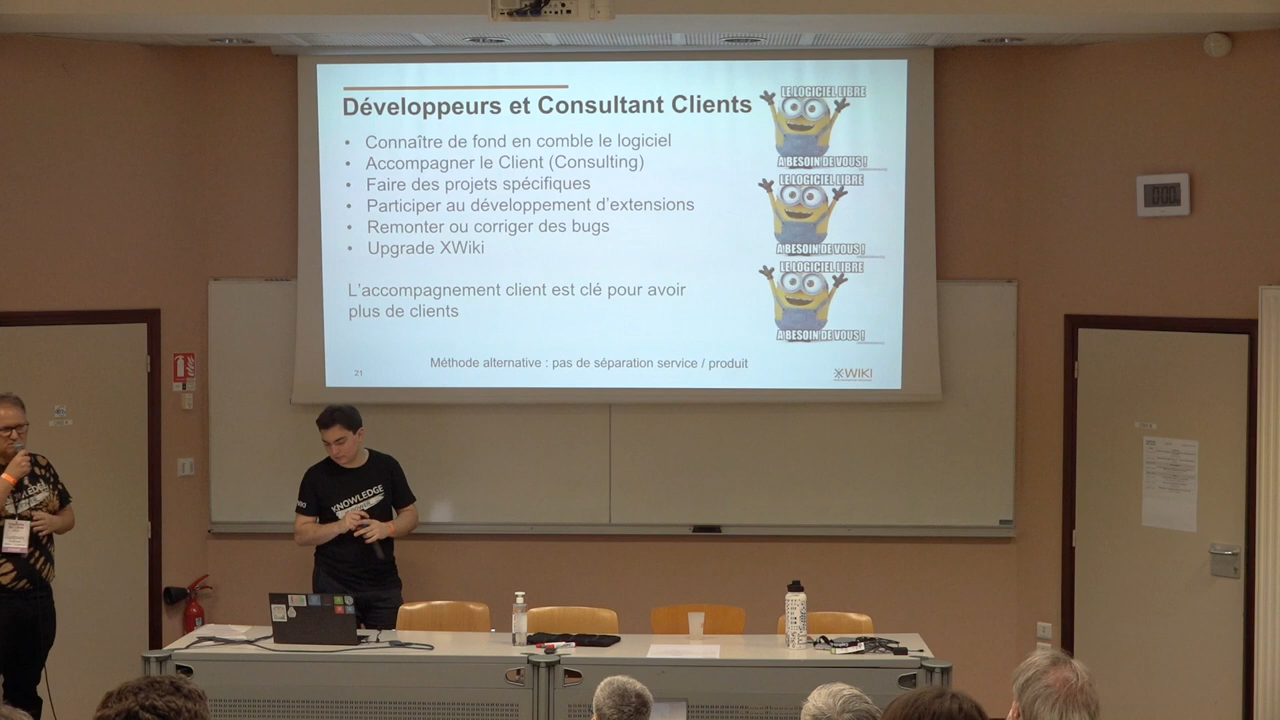 Développeurs et Consultant Clients
• Connaître de fond en comble le logiciel
• Accompagner le Client (Consulting)
• Faire des projets spécifiques
• Participer au développement d'extensions
• Remonter ou corriger des bugs
• Upgrade XWiki
L'accompagnement client est clé pour avoir
plus de clients
Méthode alternative : pas de séparation service / produit
21
XWIKI
LE LOGICIEL LIBRE
A BESOIN DE VOUS !
LE LOGICIEL LIBRE
A BESOIN DE VOUS !
LE LOGICIEL LIBRE
A BESOIN DE VOUS !
KNOWLEDGE